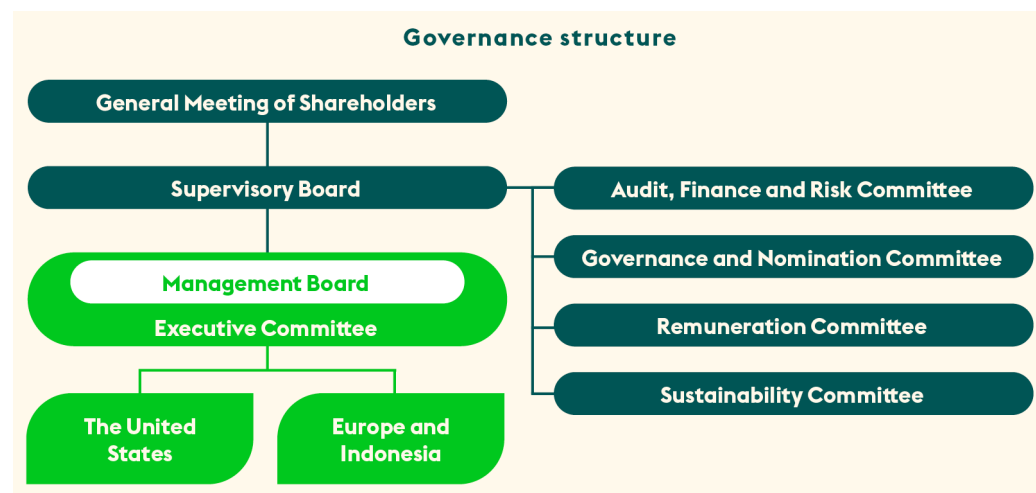 Governance structure
General Meeting of Shareholders
Supervisory Board
Audit, Finance and Risk Committee
Governance and Nomination Committee
Management Board
Executive Committee
Remuneration Committee
Sustainability Committee
The United
States
Europe and
Indonesia